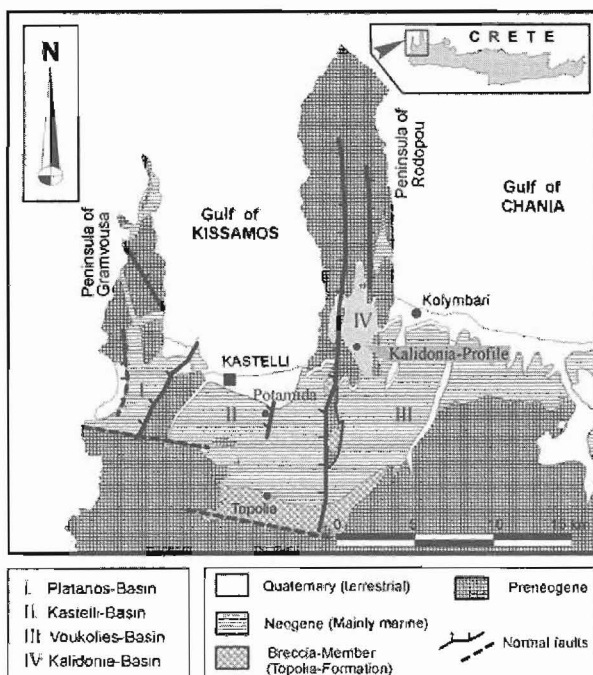 CRETE
N
Peninsula of
Gramvousa
Gulf of
KISSAMOS
Peninsula of
Rodopou
Gulf of
CHANIA
Kolymbari
IV
Kalidonia-Profile
KASTELLI
I
II
Potamida
III
Topolia
0 5 10 15 km
I Platanos-Basin
II Kastelli-Basin
III Voukolies-Basin
IV Kalidonia-Basin
Quaternary (terrestrial)
Neogene (Mainly marine)
Breccia-Member
(Topolia-Formation)
Preneogene
Normal faults